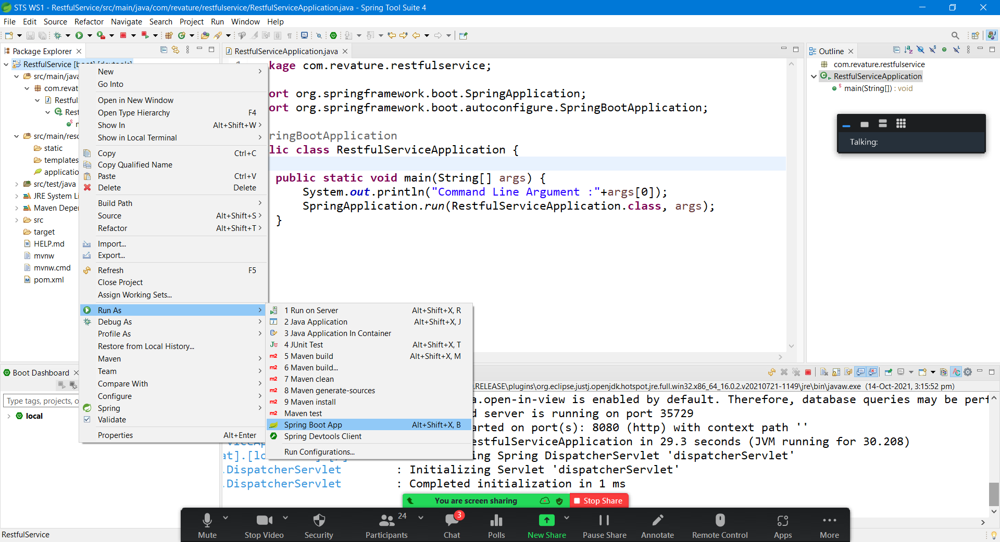 STS WS1 - RestfulService/src/main/java/com/revature/restfulservice/RestfulServiceApplication.java - Spring Tool Suite 4
File Edit Source Refactor Navigate Search Project Run Window Help
Package Explorer
RestfulService [boot] [devtools]
src/main/java
com.revat
Restful
Rest
src/main/reso
static
templates
applicatio
src/test/java
JRE System Li
Maven Deper
src
target
HELP.md
mvnw
mvnw.cmd
pom.xml
New
Go Into
Open in New Window
Open Type Hierarchy F4
Show In Alt+Shift+W
Show in Local Terminal
Copy Ctrl+C
Copy Qualified Name
Paste Ctrl+V
Delete Delete
Build Path
Source Alt+Shift+S
Refactor Alt+Shift+T
Import...
Export...
Refresh F5
Close Project
Assign Working Sets...
Run As
Debug As
Profile As
Restore from Local History...
Maven
Team
Compare With
Configure
Spring
Validate
Properties Alt+Enter
1 Run on Server Alt+Shift+X, R
2 Java Application Alt+Shift+X, J
3 Java Application In Container
4 JUnit Test Alt+Shift+X, T
5 Maven build Alt+Shift+X, M
6 Maven build...
7 Maven clean
8 Maven generate-sources
9 Maven install
Maven test
Spring Boot App Alt+Shift+X, B
Spring Devtools Client
Run Configurations...
RestfulServiceApplication.java
kage com.revature.restfulservice;
ort org.springframework.boot.SpringApplication;
ort org.springframework.boot.autoconfigure.SpringBootApplication;
ringBootApplication
lic class RestfulServiceApplication {
public static void main(String[] args) {
System.out.println("Command Line Argument :"+args[0]);
SpringApplication.run(RestfulServiceApplication.class, args);
}
Outline
com.revature.restfulservice
RestfulServiceApplication
main(String[]) : void
Talking:
Boot Dashboard
Type tags, projects, o
local
.RELEASE\plugins\org.eclipse.justj.openjdk.hotspot.jre.full.win32.x86_64_16.0.2.v20210721-1149\jre\bin\javaw.exe (14-Oct-2021, 3:15:52 pm)
a.open-in-view is enabled by default. Therefore, database queries may be perf
d server is running on port 35729
arted on port(s): 8080 (http) with context path ''
estfulServiceApplication in 29.3 seconds (JVM running for 30.208)
ing Spring DispatcherServlet 'dispatcherServlet'
.DispatcherServlet : Initializing Servlet 'dispatcherServlet'
.DispatcherServlet : Completed initialization in 1 ms
You are screen sharing Stop Share
Mute Stop Video Security Participants 24 Chat 3 Polls New Share Pause Share Annotate Remote Control Apps More
RestfulService